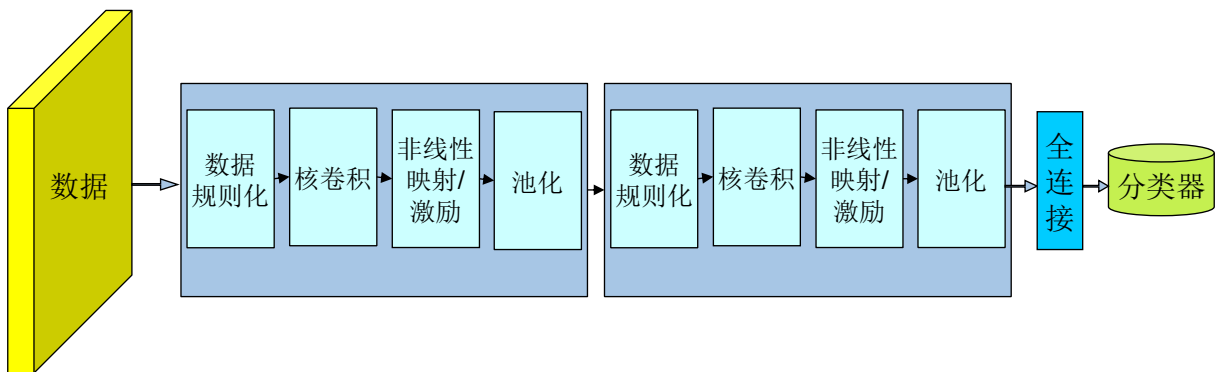 数据
数据
规则化
核卷积
非线性
映射/
激励
池化
数据
规则化
核卷积
非线性
映射/
激励
池化
全
连
接
分类器